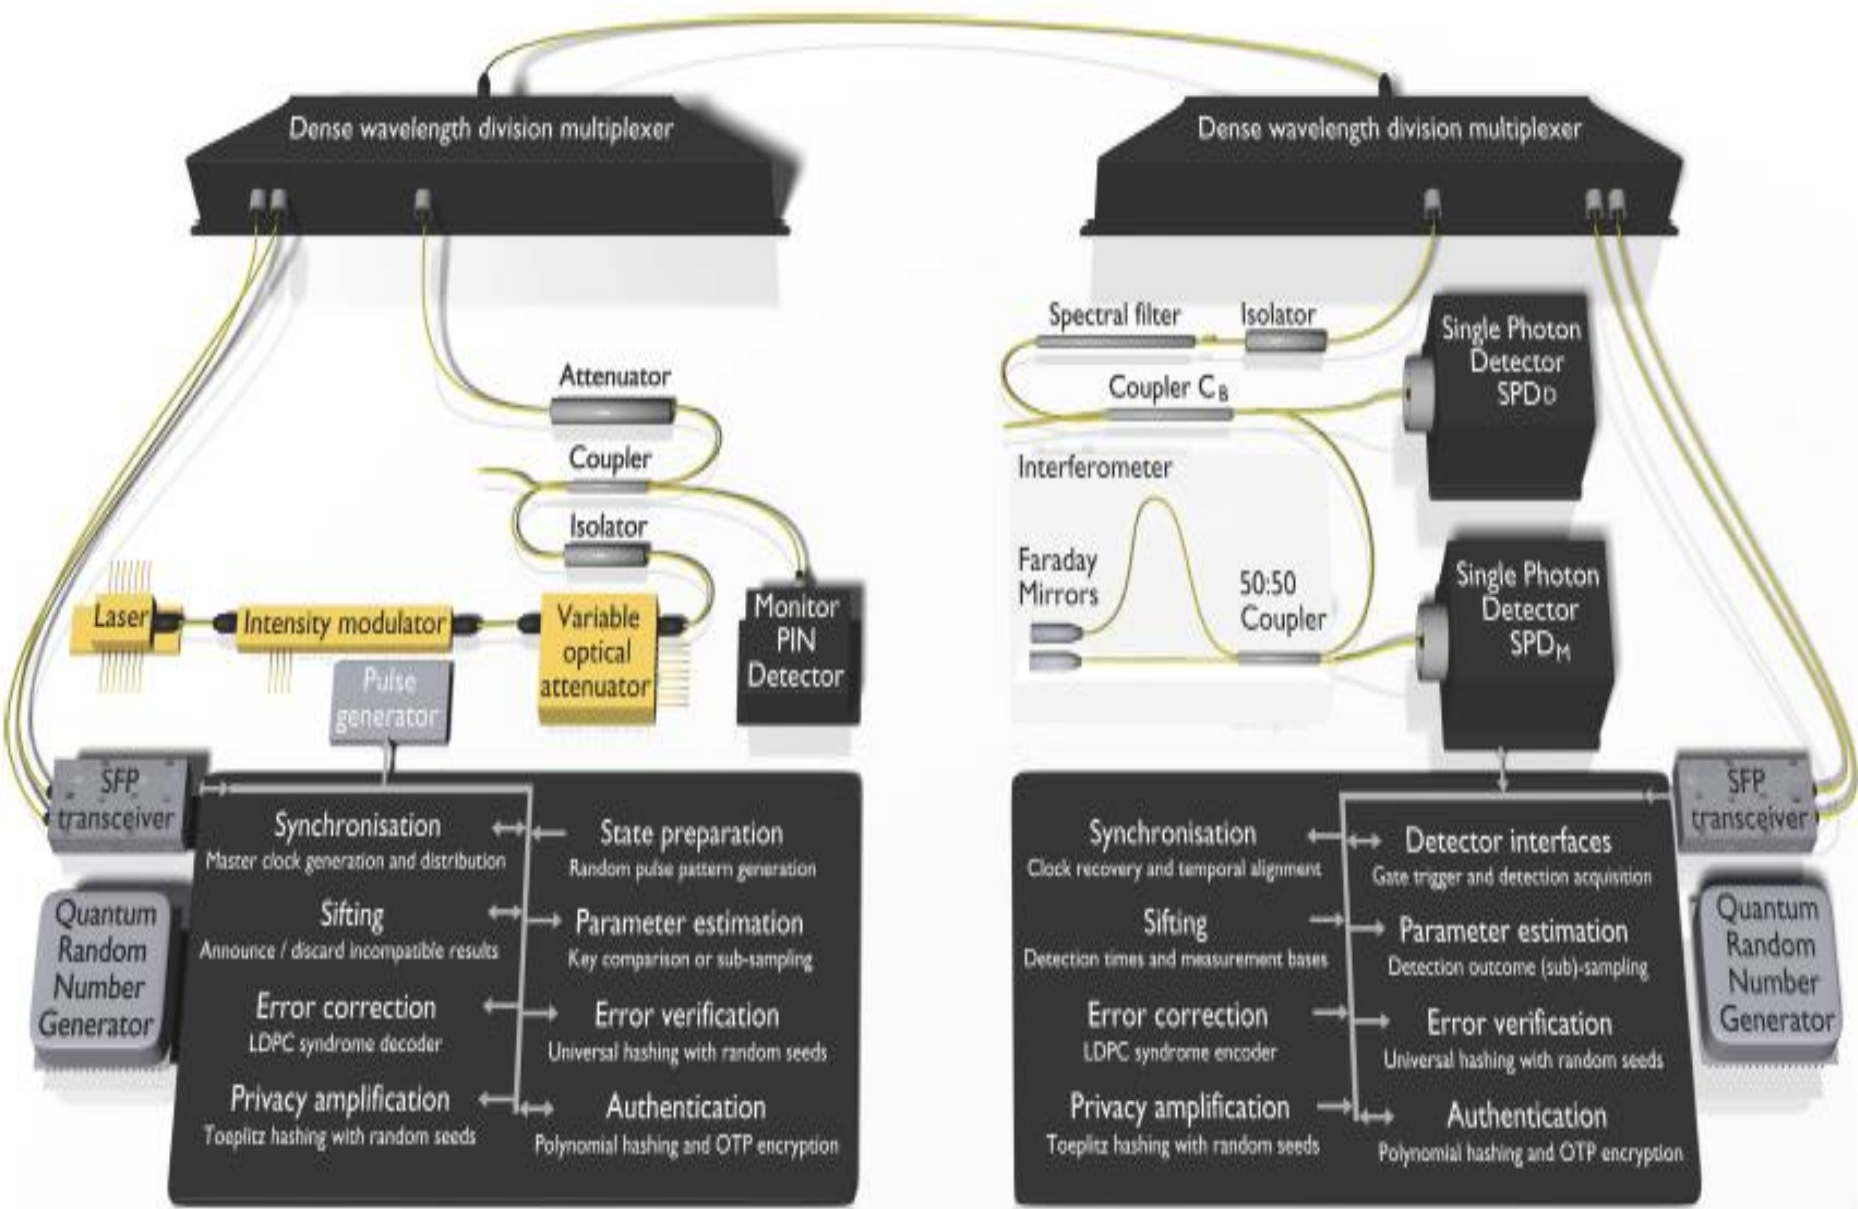 Dense wavelength division multiplexer
Attenuator
Coupler
Isolator
Laser
Intensity modulator
Variable
optical
attenuator
Monitor
PIN
Detector
Pulse
generator
SFP
transceiver
Quantum
Random
Number
Generator
Synchronisation
Master clock generation and distribution
Sifting
Announce / discard incompatible results
Error correction
LDPC syndrome decoder
Privacy amplification
Toeplitz hashing with random seeds
State preparation
Random pulse pattern generation
Parameter estimation
Key comparison or sub-sampling
Error verification
Universal hashing with random seeds
Authentication
Polynomial hashing and OTP encryption
Dense wavelength division multiplexer
Spectral filter
Isolator
Coupler C_B
Single Photon
Detector
SPDD
Interferometer
Faraday
Mirrors
50:50
Coupler
Single Photon
Detector
SPD_M
Synchronisation
Clock recovery and temporal alignment
Sifting
Detection times and measurement bases
Error correction
LDPC syndrome encoder
Privacy amplification
Toeplitz hashing with random seeds
Detector interfaces
Gate trigger and detection acquisition
Parameter estimation
Detection outcome (sub)-sampling
Error verification
Universal hashing with random seeds
Authentication
Polynomial hashing and OTP encryption
SFP
transceiver
Quantum
Random
Number
Generator